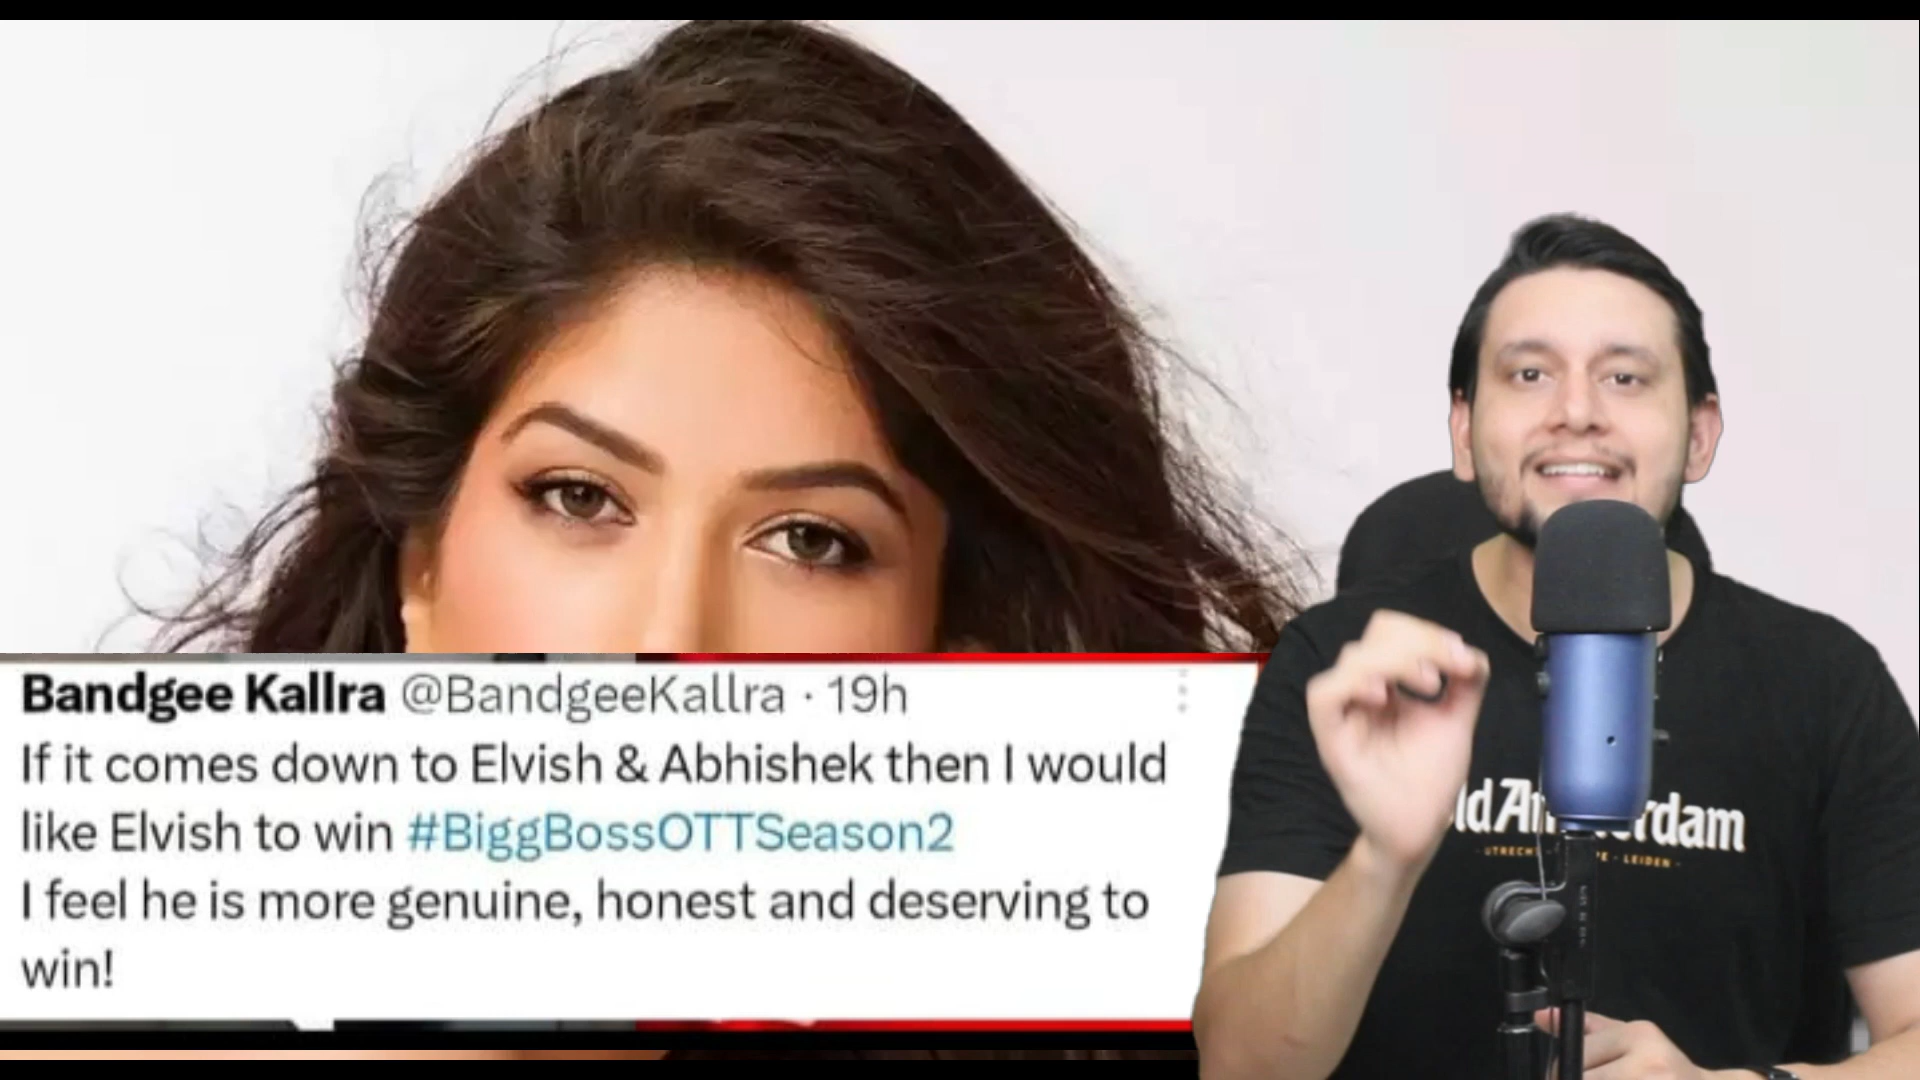 Bandgee Kallra @BandgeeKallra · 19h
If it comes down to Elvish & Abhishek then I would
like Elvish to win #BiggBossOTTSeason2
I feel he is more genuine, honest and deserving to
win!
LEIDEN